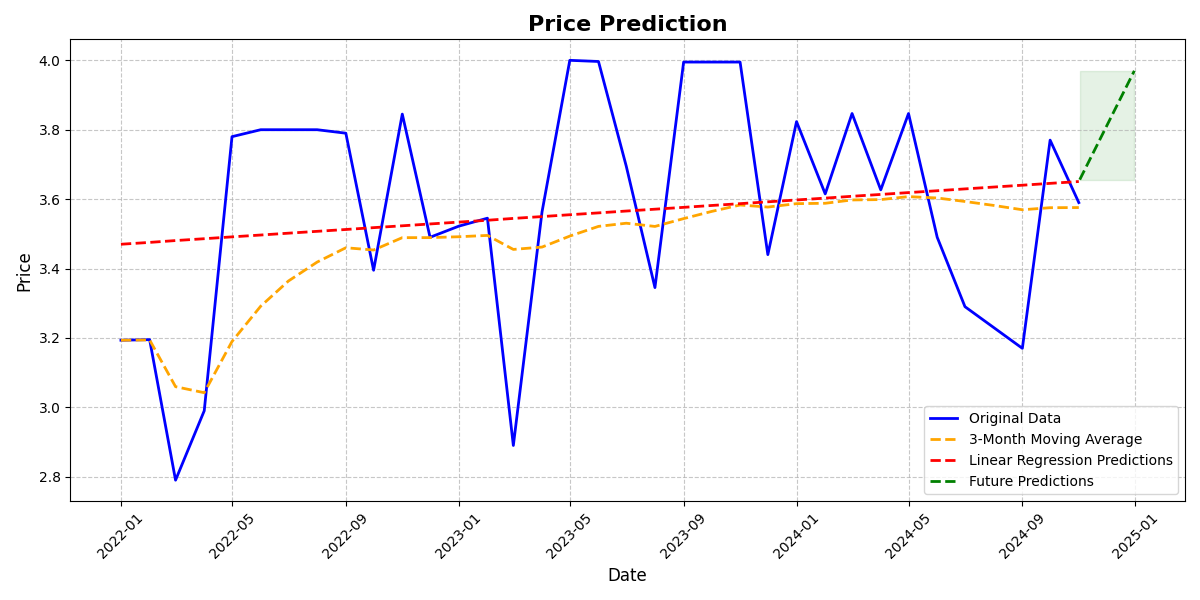 Price Prediction
Price
4.0
3.8
3.6
3.4
3.2
3.0
2.8
Original Data
3-Month Moving Average
Linear Regression Predictions
Future Predictions
2022-01
2022-05
2022-09
2023-01
2023-05
2023-09
2024-01
2024-05
2024-09
2025-01
Date